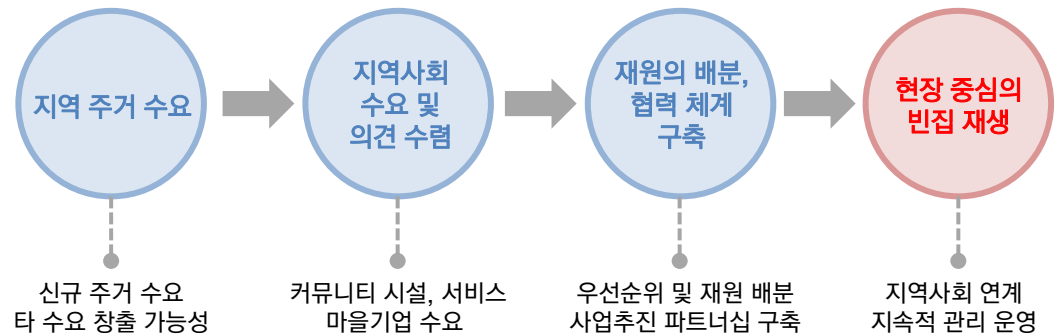 지역 주거 수요
지역사회
수요 및
의견 수렴
재원의 배분,
협력 체계
구축
현장 중심의
빈집 재생
신규 주거 수요
타 수요 창출 가능성
커뮤니티 시설, 서비스
마을기업 수요
우선순위 및 재원 배분
사업추진 파트너십 구축
지역사회 연계
지속적 관리 운영